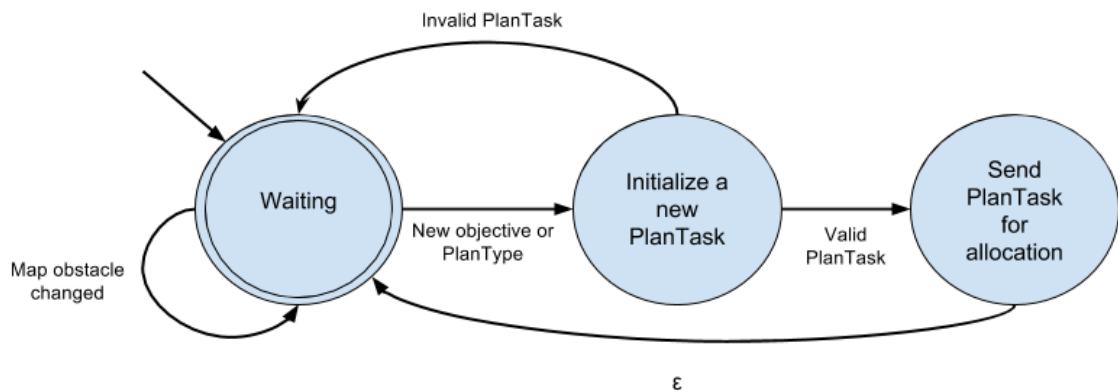 Invalid PlanTask
Waiting
Initialize a
new
PlanTask
Send
PlanTask
for
allocation
New objective or
PlanType
Valid
PlanTask
Map obstacle
changed
ε